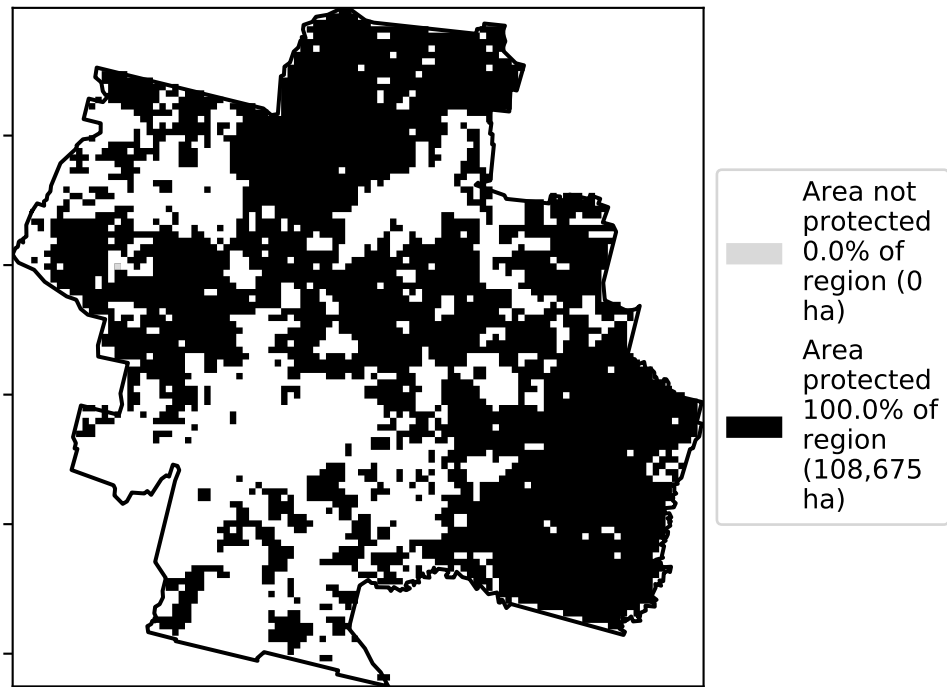 Area not
protected
0.0% of
region (0
ha)
Area
protected
100.0% of
region
(108,675
ha)